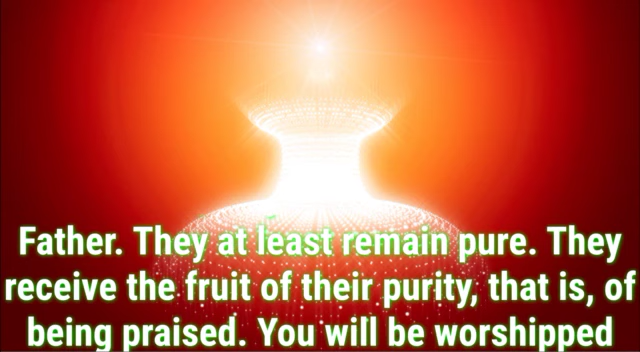 Father. They at least remain pure. They
receive the fruit of their purity, that is, of
being praised. You will be worshipped